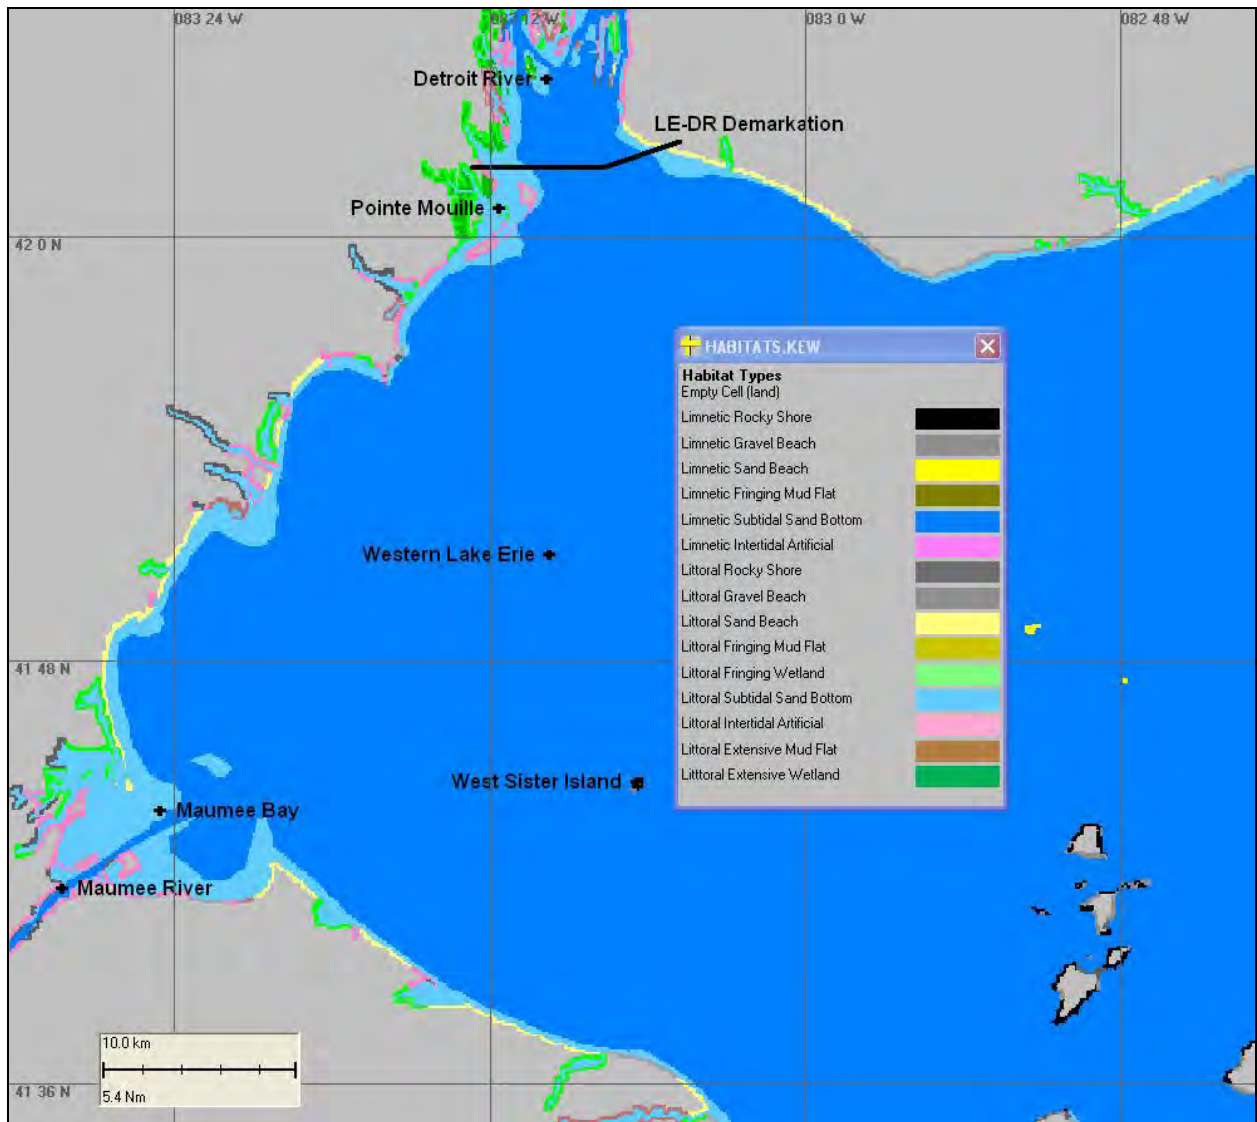 083 24 W
083 12 W
083 0 W
082 48 W
Detroit River
LE-DR Demarkation
Pointe Mouille
42 0 N
HABITATS.KEW
Habitat Types
Empty Cell (land)
Limnetic Rocky Shore
Limnetic Gravel Beach
Limnetic Sand Beach
Limnetic Fringing Mud Flat
Limnetic Subtidal Sand Bottom
Limnetic Intertidal Artificial
Littoral Rocky Shore
Littoral Gravel Beach
Littoral Sand Beach
Littoral Fringing Mud Flat
Littoral Fringing Wetland
Littoral Subtidal Sand Bottom
Littoral Intertidal Artificial
Littoral Extensive Mud Flat
Litttoral Extensive Wetland
Western Lake Erie
41 48 N
West Sister Island
Maumee Bay
Maumee River
10.0 km
5.4 Nm
41 36 N